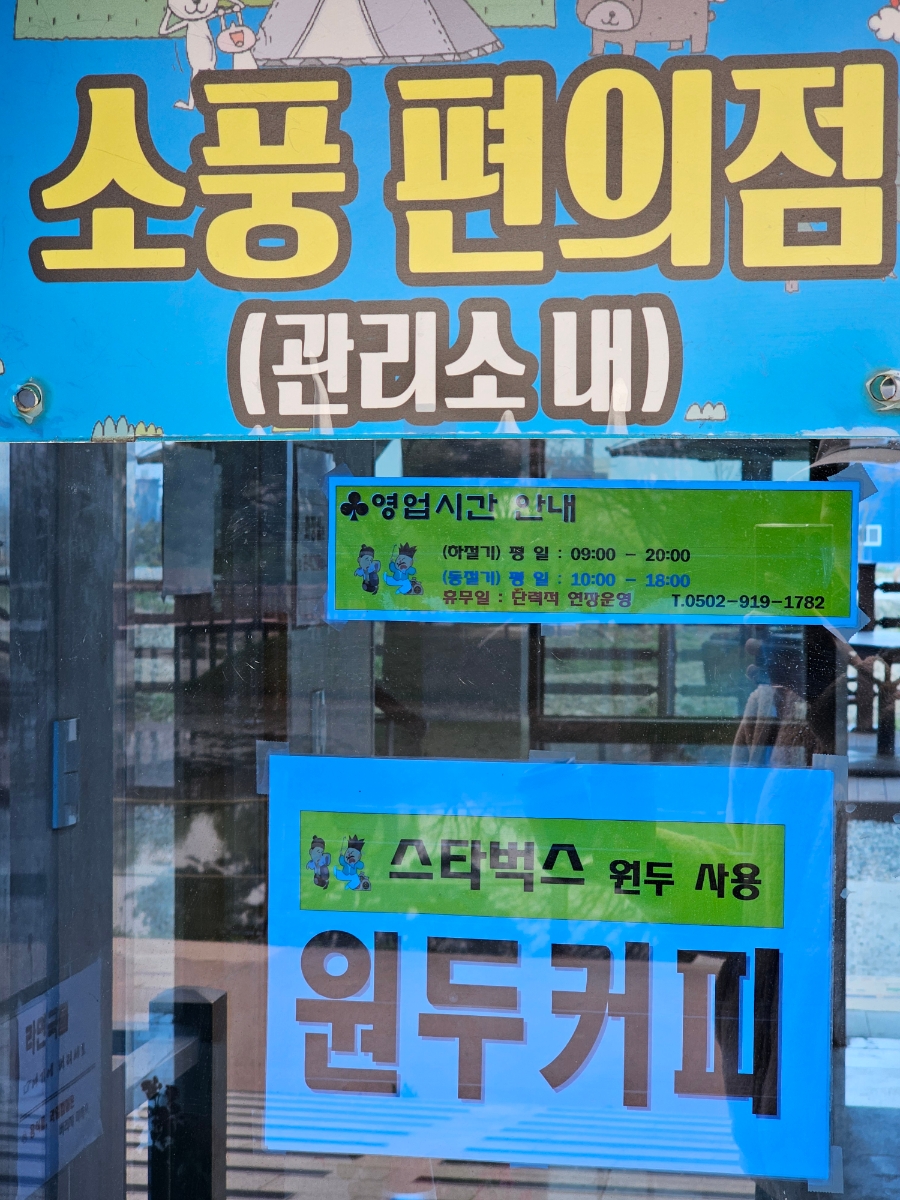 소풍 편의점
(관리소 내)
♣영업시간 안내
(하절기) 평 일 : 09:00 - 20:00
(동절기) 평 일 : 10:00 - 18:00
휴무일 : 탄력적 연장운영 T.0502-919-1782
스타벅스 원두 사용
원두커피